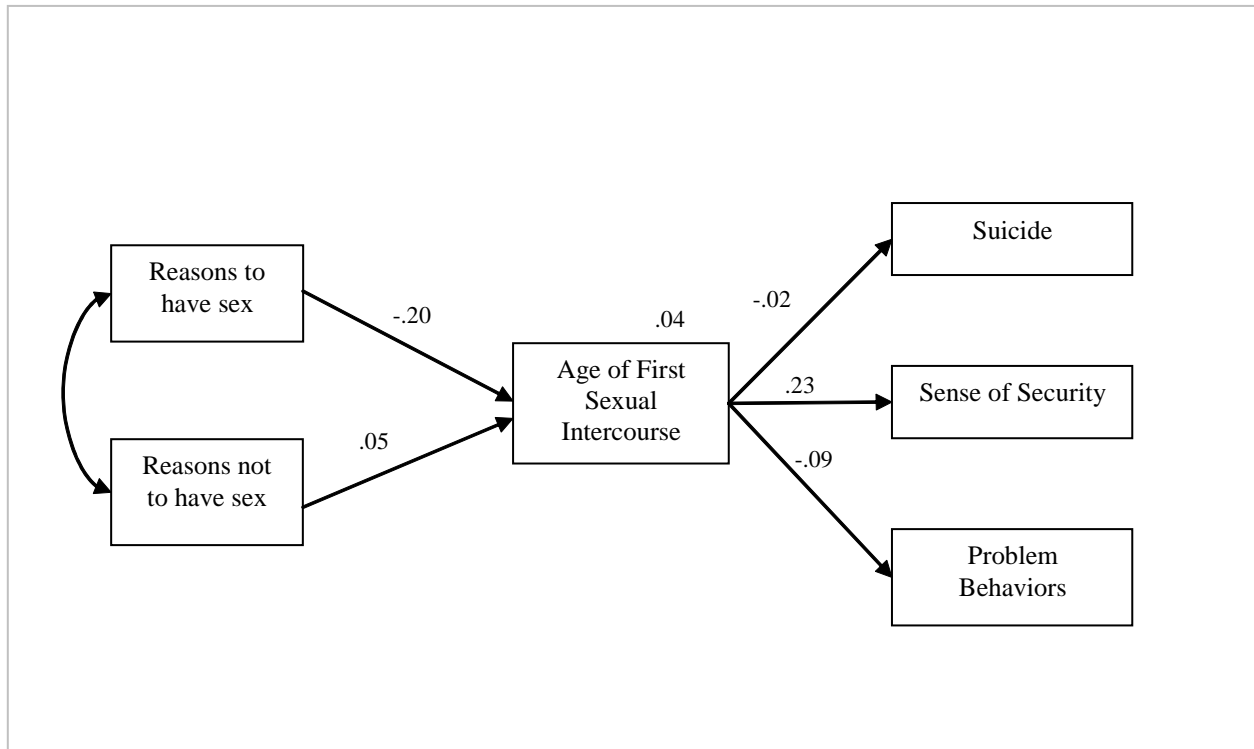 Reasons to
have sex
Reasons not
to have sex
-.20
.05
.04
Age of First
Sexual
Intercourse
-.02
.23
-.09
Suicide
Sense of Security
Problem
Behaviors